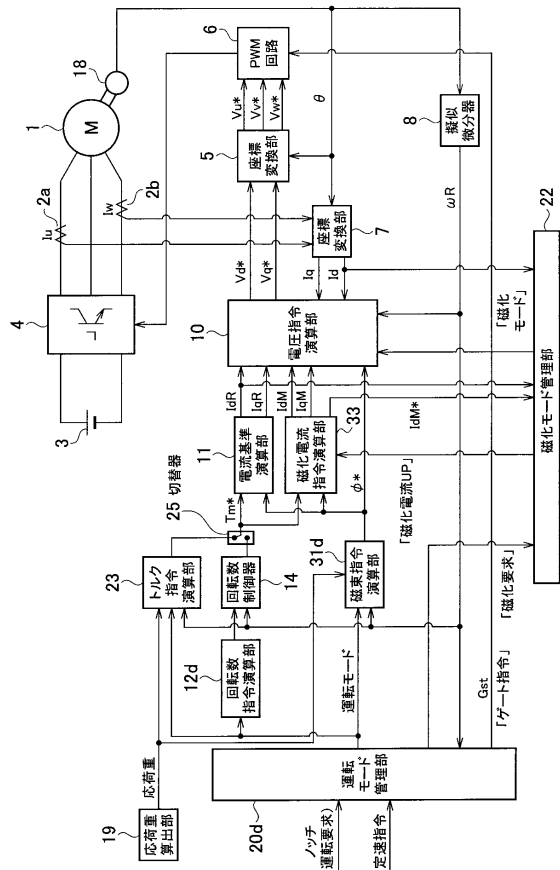 19
応荷重
算出部
応荷重
ノッチ
運転要求)
定速指令
20d
運転
モード
管理部
23
トルク
指令
演算部
12d
回転数
指令演算部
14
回転数
制御器
25 切替器
Tm*
運転モード
31d
磁束指令
演算部
11
電流基準
演算部
33
磁化電流
指令演算部
IdR
IqR
IdM
IqM
IdM*
φ*
「磁化電流UP」
10
電圧指令
演算部
Vd*
Vq*
Iq
Id
7
座標
変換部
5
座標
変換部
Vu*
Vv*
Vw*
6
PWM
回路
θ
8
擬似
微分器
ωR
3
4
Iu
2a
Iw
2b
1
M
18
「磁化
モード」
22
磁化モード管理部
「磁化要求」
Gst
「ゲート指令」